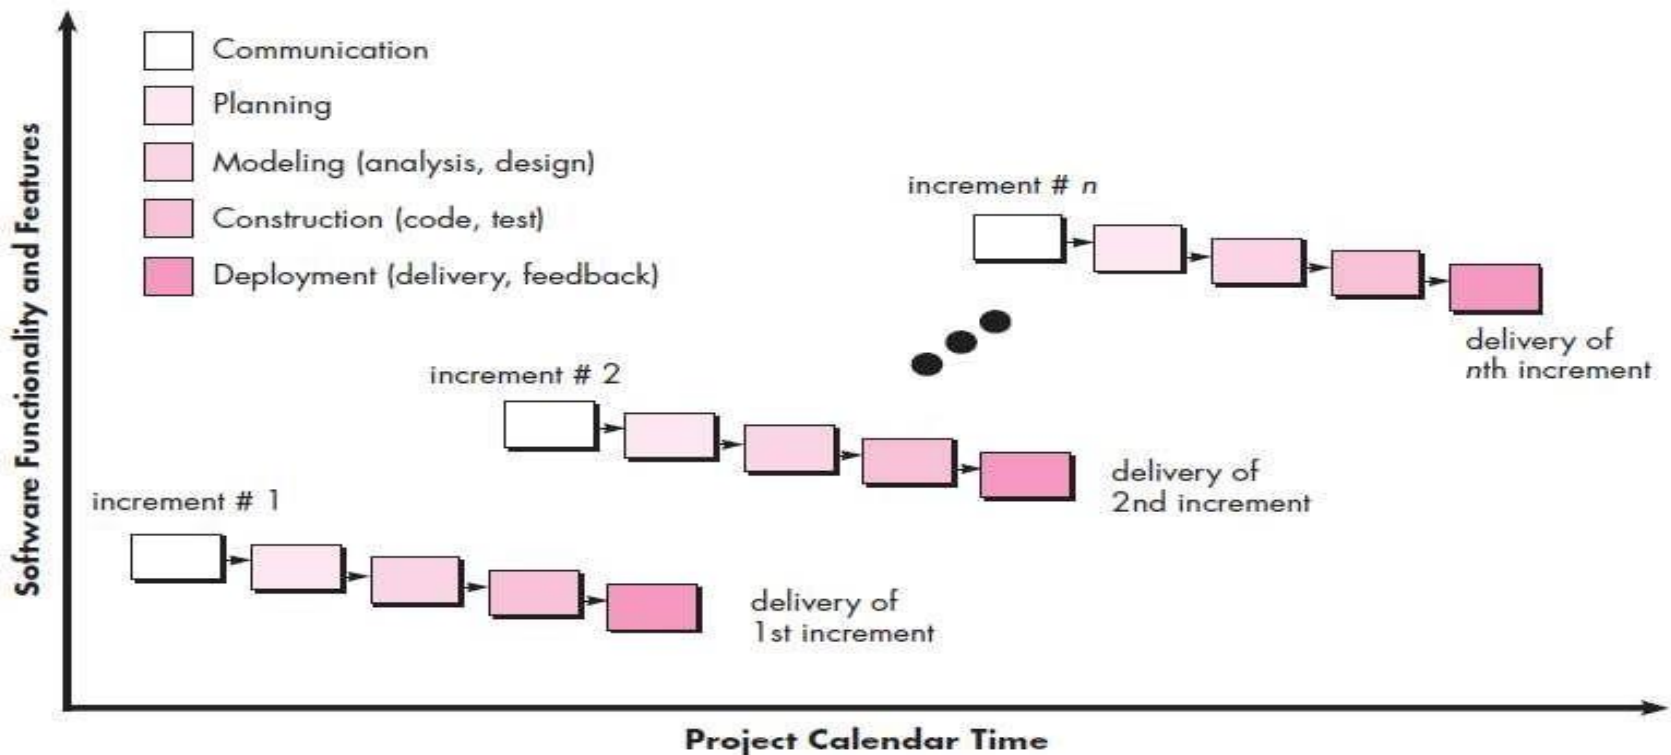 Communication
Planning
Modeling (analysis, design)
Construction (code, test)
Deployment (delivery, feedback)
increment # n
delivery of
nth increment
increment # 2
delivery of
2nd increment
increment # 1
delivery of
1st increment
Software Functionality and Features
Project Calendar Time